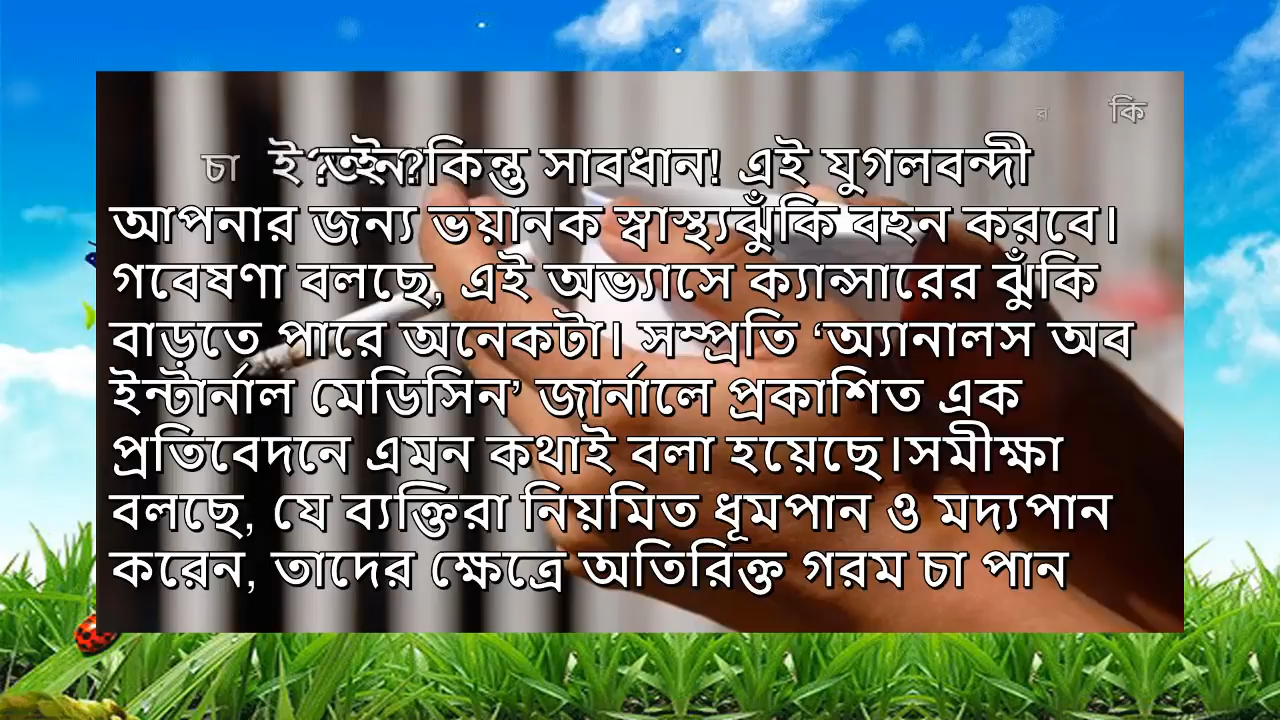 কি
চা ই? তইন? কিন্তু সাবধান! এই যুগলবন্দী
আপনার জন্য ভয়ানক স্বাস্থ্যঝুঁকি বহন করবে।
গবেষণা বলছে, এই অভ্যাসে ক্যান্সারের ঝুঁকি
বাড়তে পারে অনেকটা। সম্প্রতি ‘অ্যানালস অব
ইন্টার্নাল মেডিসিন’ জার্নালে প্রকাশিত এক
প্রতিবেদনে এমন কথাই বলা হয়েছে।সমীক্ষা
বলছে, যে ব্যক্তিরা নিয়মিত ধূমপান ও মদ্যপান
করেন, তাদের ক্ষেত্রে অতিরিক্ত গরম চা পান